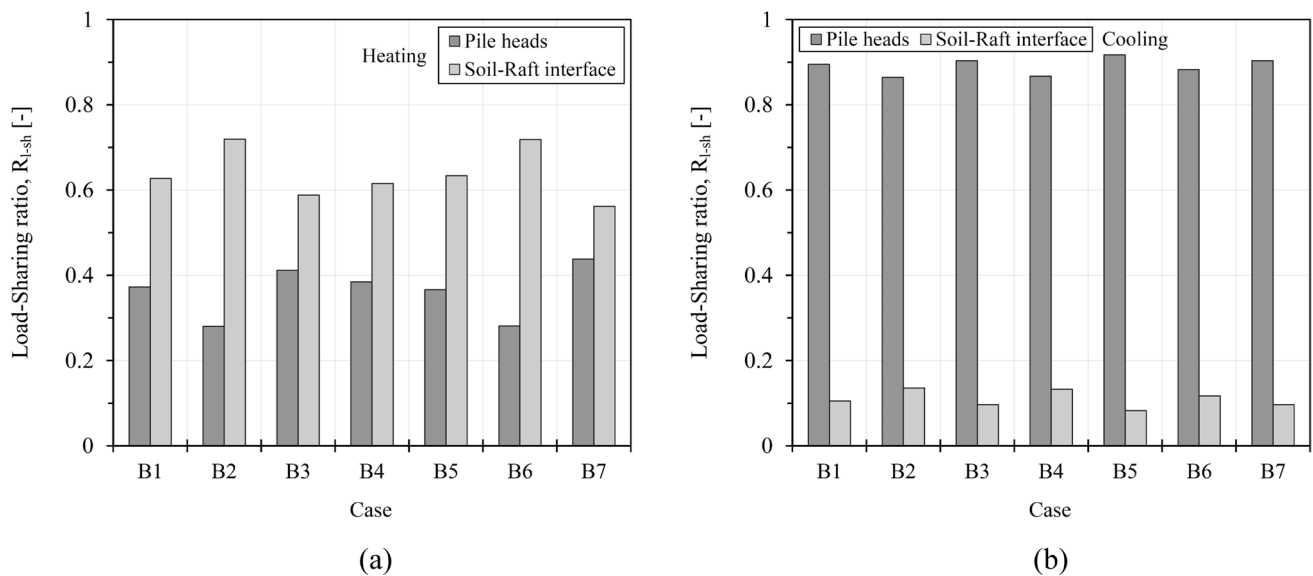 Load-Sharing ratio, R_l-sh [-]
1
0.8
0.6
0.4
0.2
0
Heating
Pile heads
Soil-Raft interface
B1 B2 B3 B4 B5 B6 B7
Case
(a)
Load-Sharing ratio, R_l-sh [-]
1
0.8
0.6
0.4
0.2
0
Pile heads Soil-Raft interface Cooling
B1 B2 B3 B4 B5 B6 B7
Case
(b)